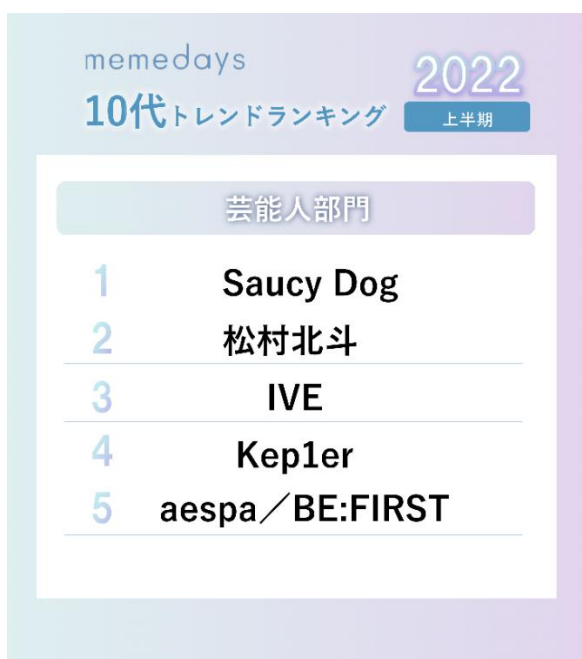 memedays
2022
10代トレンドランキング
上半期
芸能人部門
1 Saucy Dog
2 松村北斗
3 IVE
4 Kep1er
5 aespa／BE:FIRST